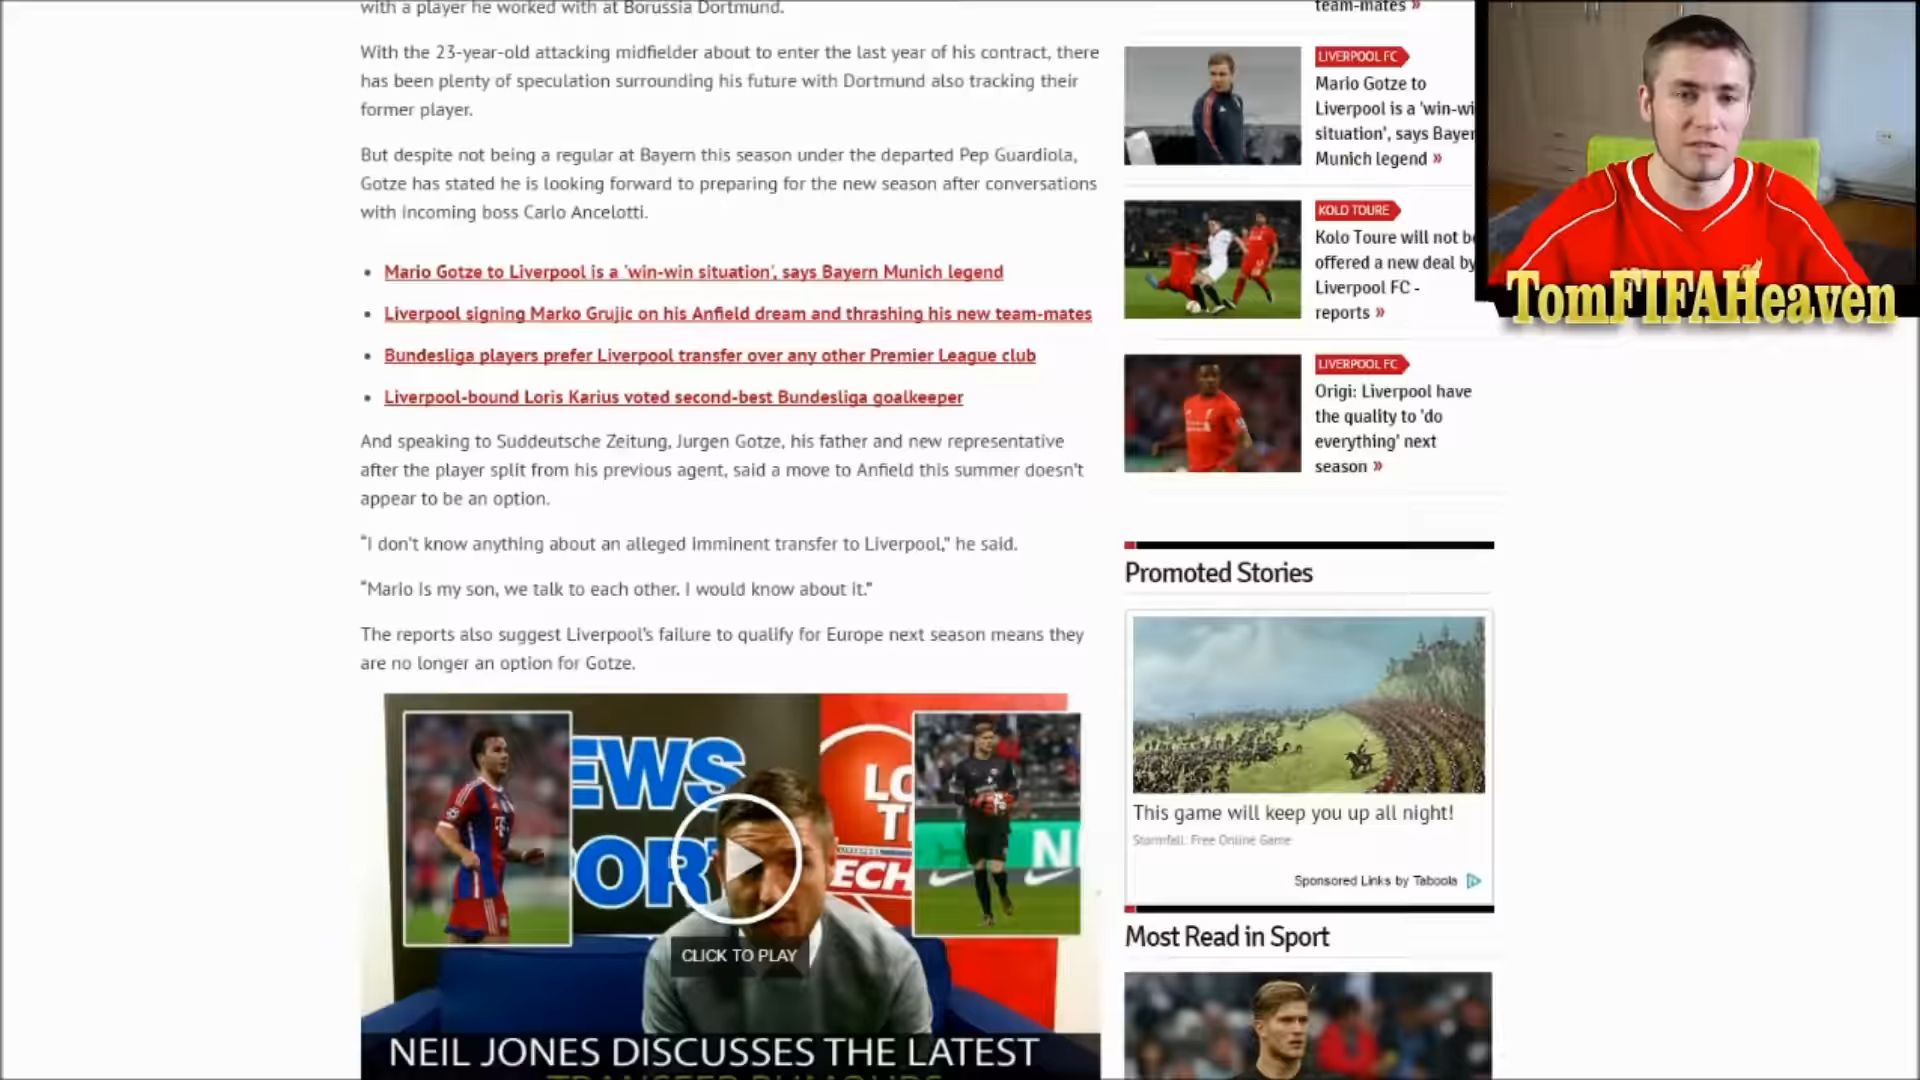 with a player he worked with at Borussia Dortmund.
With the 23-year-old attacking midfielder about to enter the last year of his contract, there
has been plenty of speculation surrounding his future with Dortmund also tracking their
former player.
But despite not being a regular at Bayern this season under the departed Pep Guardiola,
Gotze has stated he is looking forward to preparing for the new season after conversations
with incoming boss Carlo Ancelotti.
• Mario Gotze to Liverpool is a 'win-win situation', says Bayern Munich legend
• Liverpool signing Marko Grujic on his Anfield dream and thrashing his new team-mates
• Bundesliga players prefer Liverpool transfer over any other Premier League club
• Liverpool-bound Loris Karius voted second-best Bundesliga goalkeeper
And speaking to Suddeutsche Zeitung, Jurgen Gotze, his father and new representative
after the player split from his previous agent, said a move to Anfield this summer doesn't
appear to be an option.
"I don't know anything about an alleged imminent transfer to Liverpool," he said.
"Mario is my son, we talk to each other. I would know about it."
The reports also suggest Liverpool's failure to qualify for Europe next season means they
are no longer an option for Gotze.
EWS
ORT
LO
T
ECH
N
CLICK TO PLAY
NEIL JONES DISCUSSES THE LATEST
TRANSFER RUMOURS
team-mates »
LIVERPOOL FC
Mario Gotze to
Liverpool is a 'win-wi
situation', says Bayer
Munich legend »
KOLO TOURE
Kolo Toure will not b
offered a new deal by
Liverpool FC -
reports »
LIVERPOOL FC
Origi: Liverpool have
the quality to 'do
everything' next
season »
Promoted Stories
This game will keep you up all night!
Stormfall: Free Online Game
Sponsored Links by Taboola
Most Read in Sport
TomFIFAHeaven